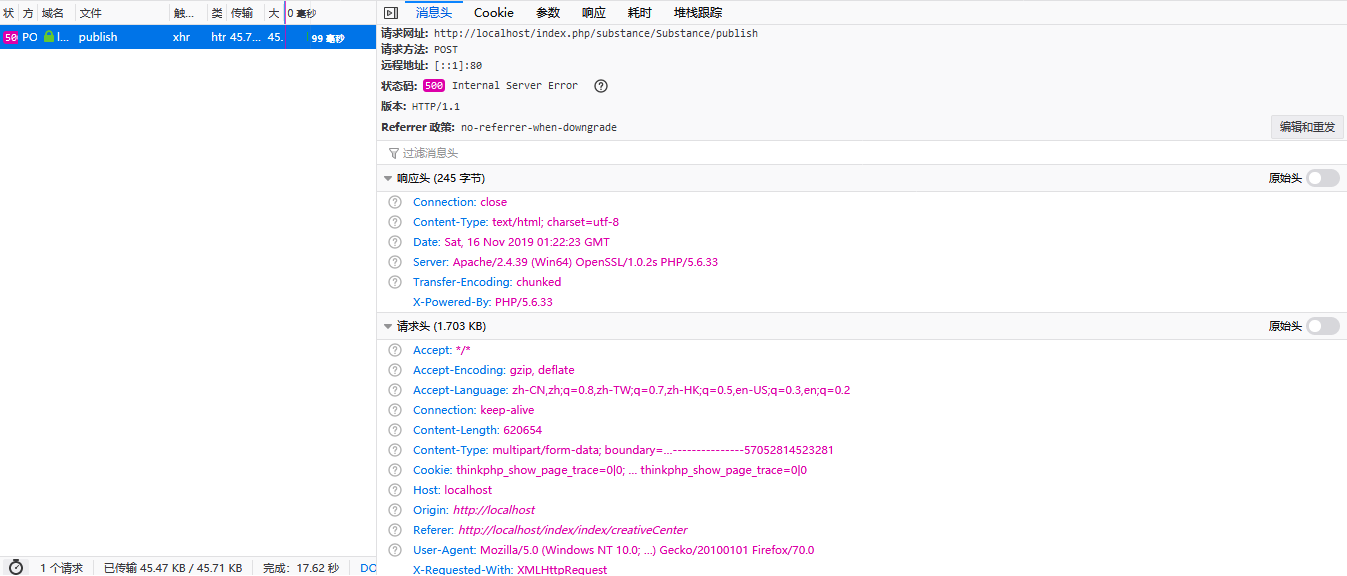 状 方 域名 文件 触... 类 传输 大 0 毫秒
50 PO l... publish xhr htr 45.7... 45. 99 毫秒
1 个请求 已传输 45.47 KB / 45.71 KB 完成：17.62 秒 DO
消息头 Cookie 参数 响应 耗时 堆栈跟踪
请求网址: http://localhost/index.php/substance/Substance/publish
请求方法: POST
远程地址: [::1]:80
状态码: 500 Internal Server Error ?
版本: HTTP/1.1
Referrer 政策: no-referrer-when-downgrade
编辑和重发
过滤消息头
响应头 (245 字节) 原始头
? Connection: close
? Content-Type: text/html; charset=utf-8
? Date: Sat, 16 Nov 2019 01:22:23 GMT
? Server: Apache/2.4.39 (Win64) OpenSSL/1.0.2s PHP/5.6.33
? Transfer-Encoding: chunked
X-Powered-By: PHP/5.6.33
请求头 (1.703 KB) 原始头
? Accept: */*
? Accept-Encoding: gzip, deflate
? Accept-Language: zh-CN,zh;q=0.8,zh-TW;q=0.7,zh-HK;q=0.5,en-US;q=0.3,en;q=0.2
? Connection: keep-alive
? Content-Length: 620654
? Content-Type: multipart/form-data; boundary=...---------------57052814523281
? Cookie: thinkphp_show_page_trace=0|0; ... thinkphp_show_page_trace=0|0
? Host: localhost
? Origin: http://localhost
? Referer: http://localhost/index/index/creativeCenter
? User-Agent: Mozilla/5.0 (Windows NT 10.0; ...) Gecko/20100101 Firefox/70.0
X-Requested-With: XMLHttpRequest